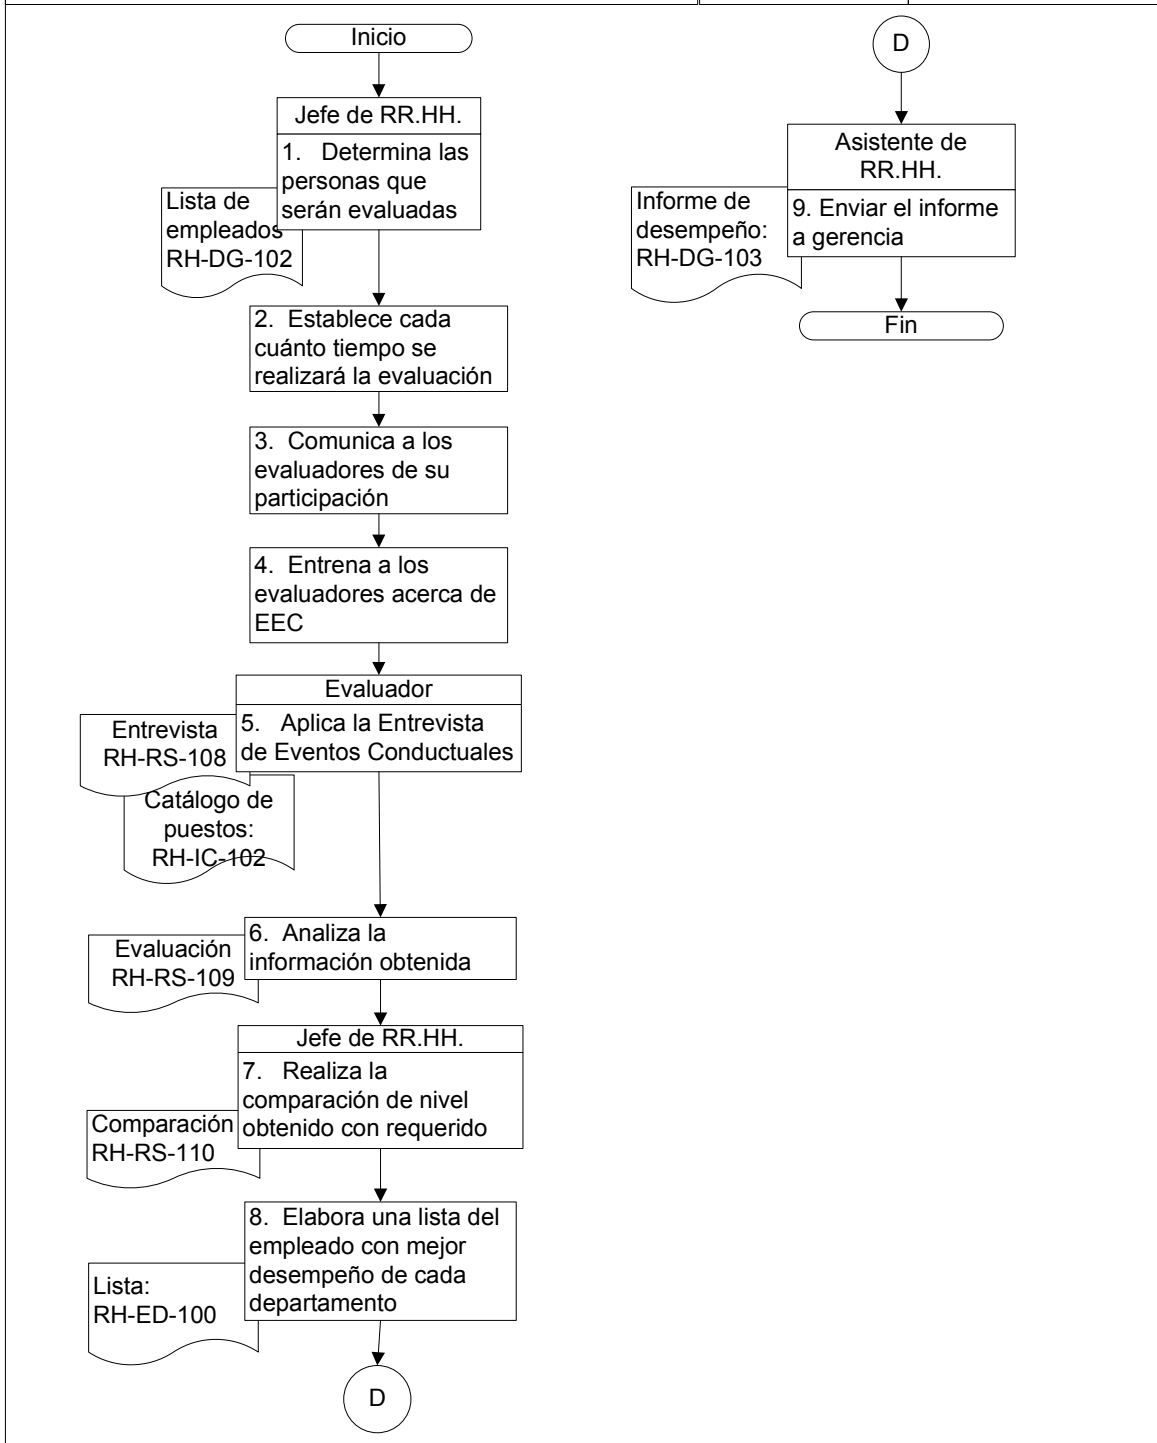 Inicio
Jefe de RR.HH.
1. Determina las
personas que
serán evaluadas
Lista de
empleados
RH-DG-102
2. Establece cada
cuánto tiempo se
realizará la evaluación
3. Comunica a los
evaluadores de su
participación
4. Entrena a los
evaluadores acerca de
EEC
Evaluador
5. Aplica la Entrevista
de Eventos Conductuales
Entrevista
RH-RS-108
Catálogo de
puestos:
RH-IC-102
6. Analiza la
información obtenida
Evaluación
RH-RS-109
Jefe de RR.HH.
7. Realiza la
comparación de nivel
obtenido con requerido
Comparación
RH-RS-110
8. Elabora una lista del
empleado con mejor
desempeño de cada
departamento
Lista:
RH-ED-100
D
D
Asistente de
RR.HH.
9. Enviar el informe
a gerencia
Informe de
desempeño:
RH-DG-103
Fin